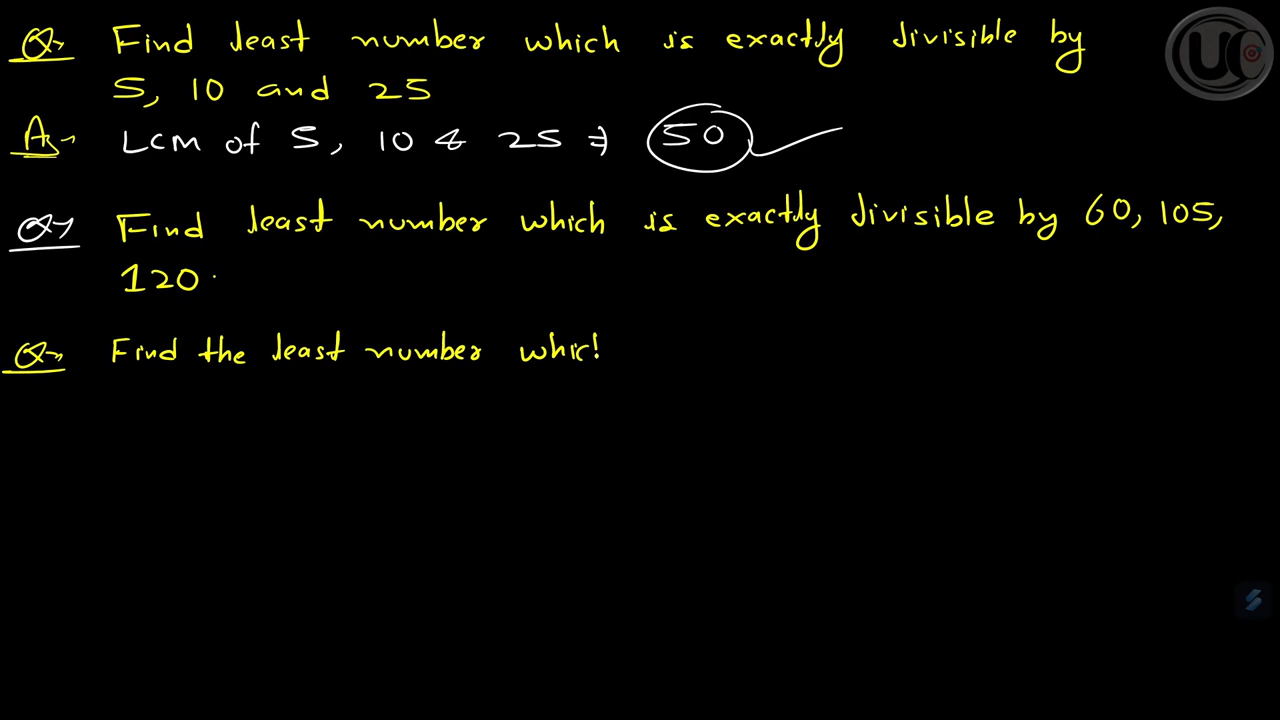 Q→ Find least number which is exactly divisible by
5, 10 and 25
A→ LCM of 5, 10 & 25 ⇒ 50
Q→ Find least number which is exactly divisible by 60, 105,
120
Q→ Find the least number whic
UC